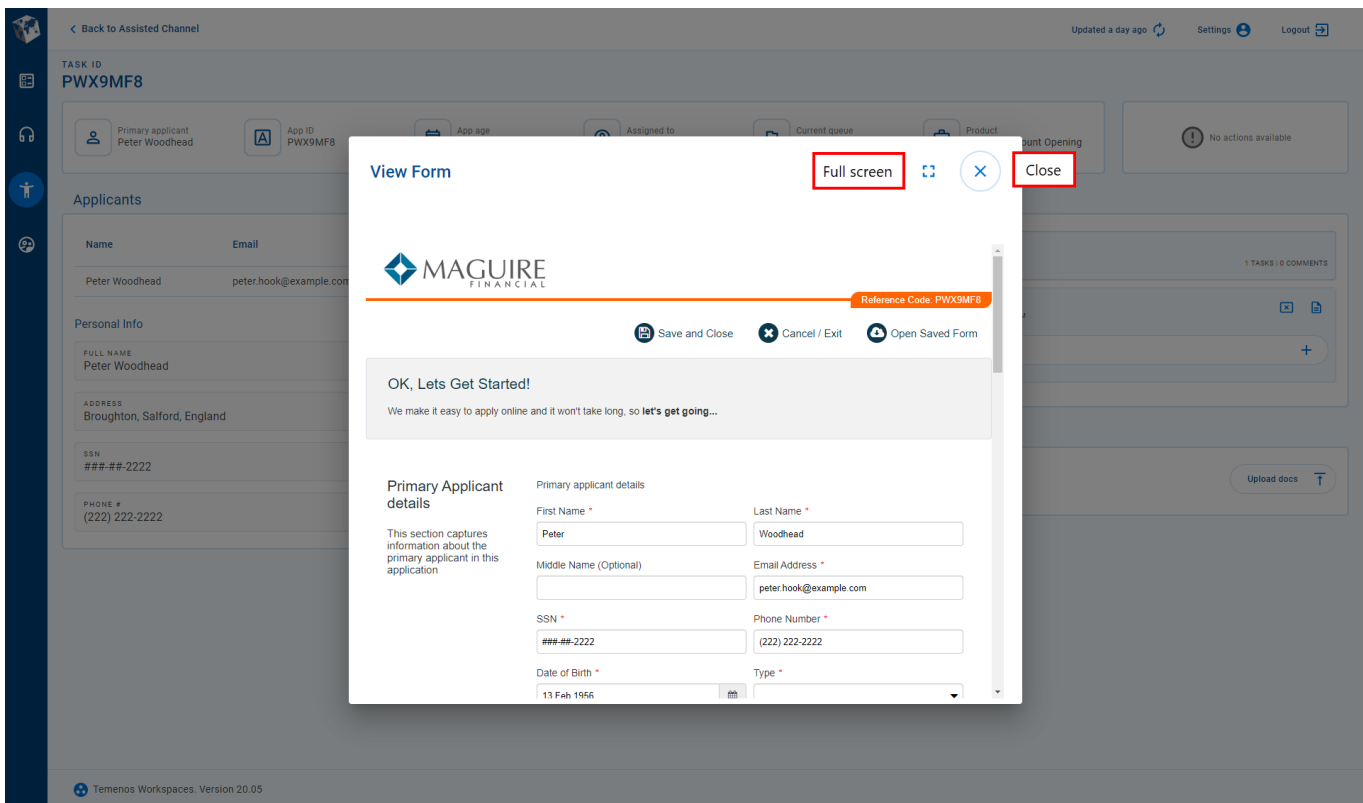 Back to Assisted Channel
Updated a day ago
Settings
Logout
TASK ID
PWX9MF8
Primary applicant
Peter Woodhead
App ID
PWX9MF8
App age
Assigned to
Current queue
Product
ount Opening
No actions available
View Form
Full screen
Close
Applicants
Name
Email
Peter Woodhead
peter.hook@example.com
1 TASKS | 0 COMMENTS
Personal Info
FULL NAME
Peter Woodhead
ADDRESS
Broughton, Salford, England
SSN
###-##-2222
PHONE #
(222) 222-2222
Upload docs
MAGUIRE
FINANCIAL
Reference Code: PWX9MF8
Save and Close
Cancel / Exit
Open Saved Form
OK, Lets Get Started!
We make it easy to apply online and it won't take long, so let's get going...
Primary Applicant
details
This section captures
information about the
primary applicant in this
application
Primary applicant details
First Name *
Last Name *
Peter
Woodhead
Middle Name (Optional)
Email Address *
peter.hook@example.com
SSN *
Phone Number *
###-##-2222
(222) 222-2222
Date of Birth *
Type *
13 Feb 1956
Temenos Workspaces. Version 20.05